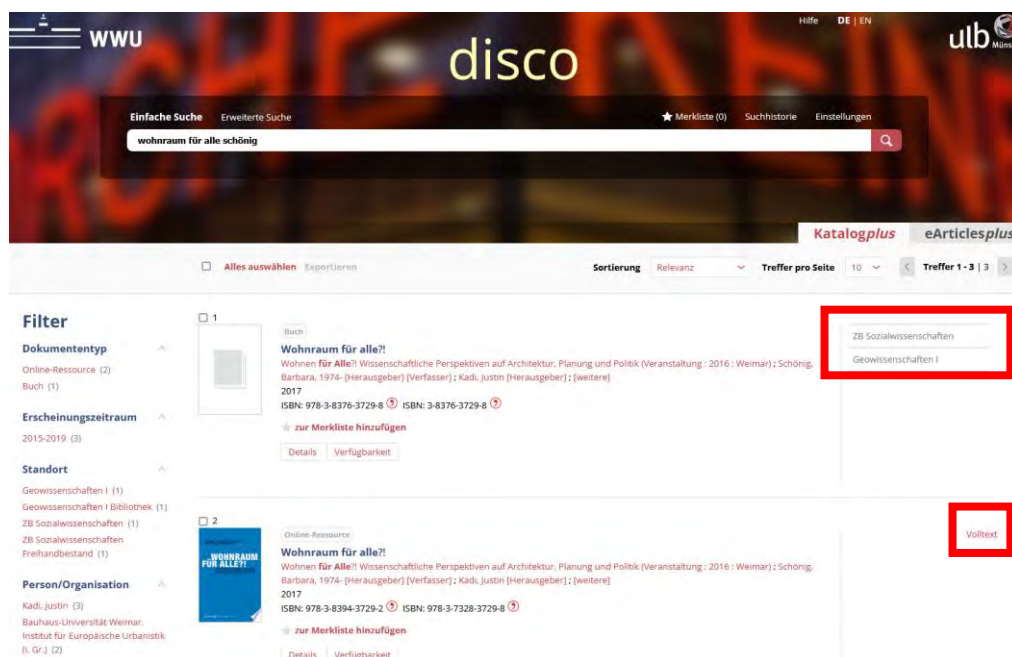 WWU
Hilfe DE | EN
ulb
Müns
disco
Einfache Suche Erweiterte Suche
Merkliste (0) Suchhistorie Einstellungen
wohnraum für alle schönig
Katalogplus eArticlesplus
Alles auswählen Exportieren
Sortierung Relevanz Treffer pro Seite 10 Treffer 1 - 3 | 3
Filter
Dokumententyp
Online-Ressource (2)
Buch (1)
Erscheinungszeitraum
2015-2019 (3)
Standort
Geowissenschaften I (1)
Geowissenschaften I Bibliothek (1)
ZB Sozialwissenschaften (1)
ZB Sozialwissenschaften
Freihandbestand (1)
Person/Organisation
Kadi, Justin (3)
Bauhaus-Universität Weimar.
Institut für Europäische Urbanistik
(i. Gr.) (2)
1
Buch
Wohnraum für alle?!
Wohnen für Alle?! Wissenschaftliche Perspektiven auf Architektur, Planung und Politik (Veranstaltung : 2016 : Weimar) ; Schönig,
Barbara, 1974- [Herausgeber] [Verfasser] ; Kadi, Justin [Herausgeber] ; [weitere]
2017
ISBN: 978-3-8376-3729-8 ISBN: 3-8376-3729-8
zur Merkliste hinzufügen
Details Verfügbarkeit
ZB Sozialwissenschaften
Geowissenschaften I
2
WOHNRAUM
FÜR ALLE?!
Online-Ressource
Wohnraum für alle?!
Wohnen für Alle?! Wissenschaftliche Perspektiven auf Architektur, Planung und Politik (Veranstaltung : 2016 : Weimar) ; Schönig,
Barbara, 1974- [Herausgeber] [Verfasser] ; Kadi, Justin [Herausgeber] ; [weitere]
2017
ISBN: 978-3-8394-3729-2 ISBN: 978-3-7328-3729-8
zur Merkliste hinzufügen
Details Verfügbarkeit
Volltext